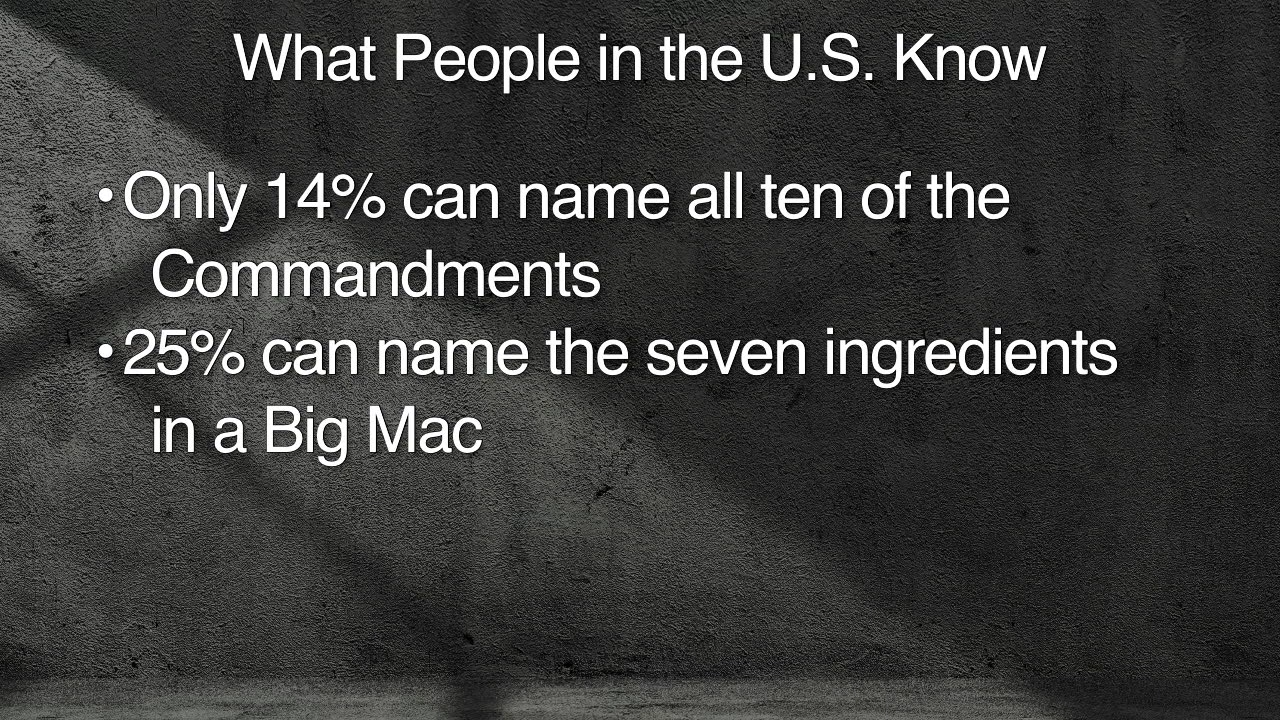 What People in the U.S. Know
•Only 14% can name all ten of the
Commandments
•25% can name the seven ingredients
in a Big Mac